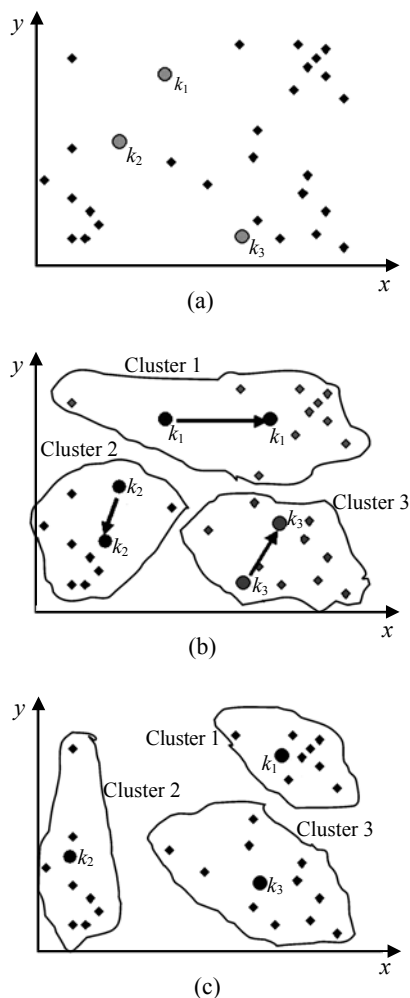 y
k1
k2
k3
x
(a)
y
Cluster 1
k1
k1
Cluster 2
k2
Cluster 3
k3
k2
k3
x
(b)
y
Cluster 1
k1
Cluster 2
Cluster 3
k2
k3
x
(c)